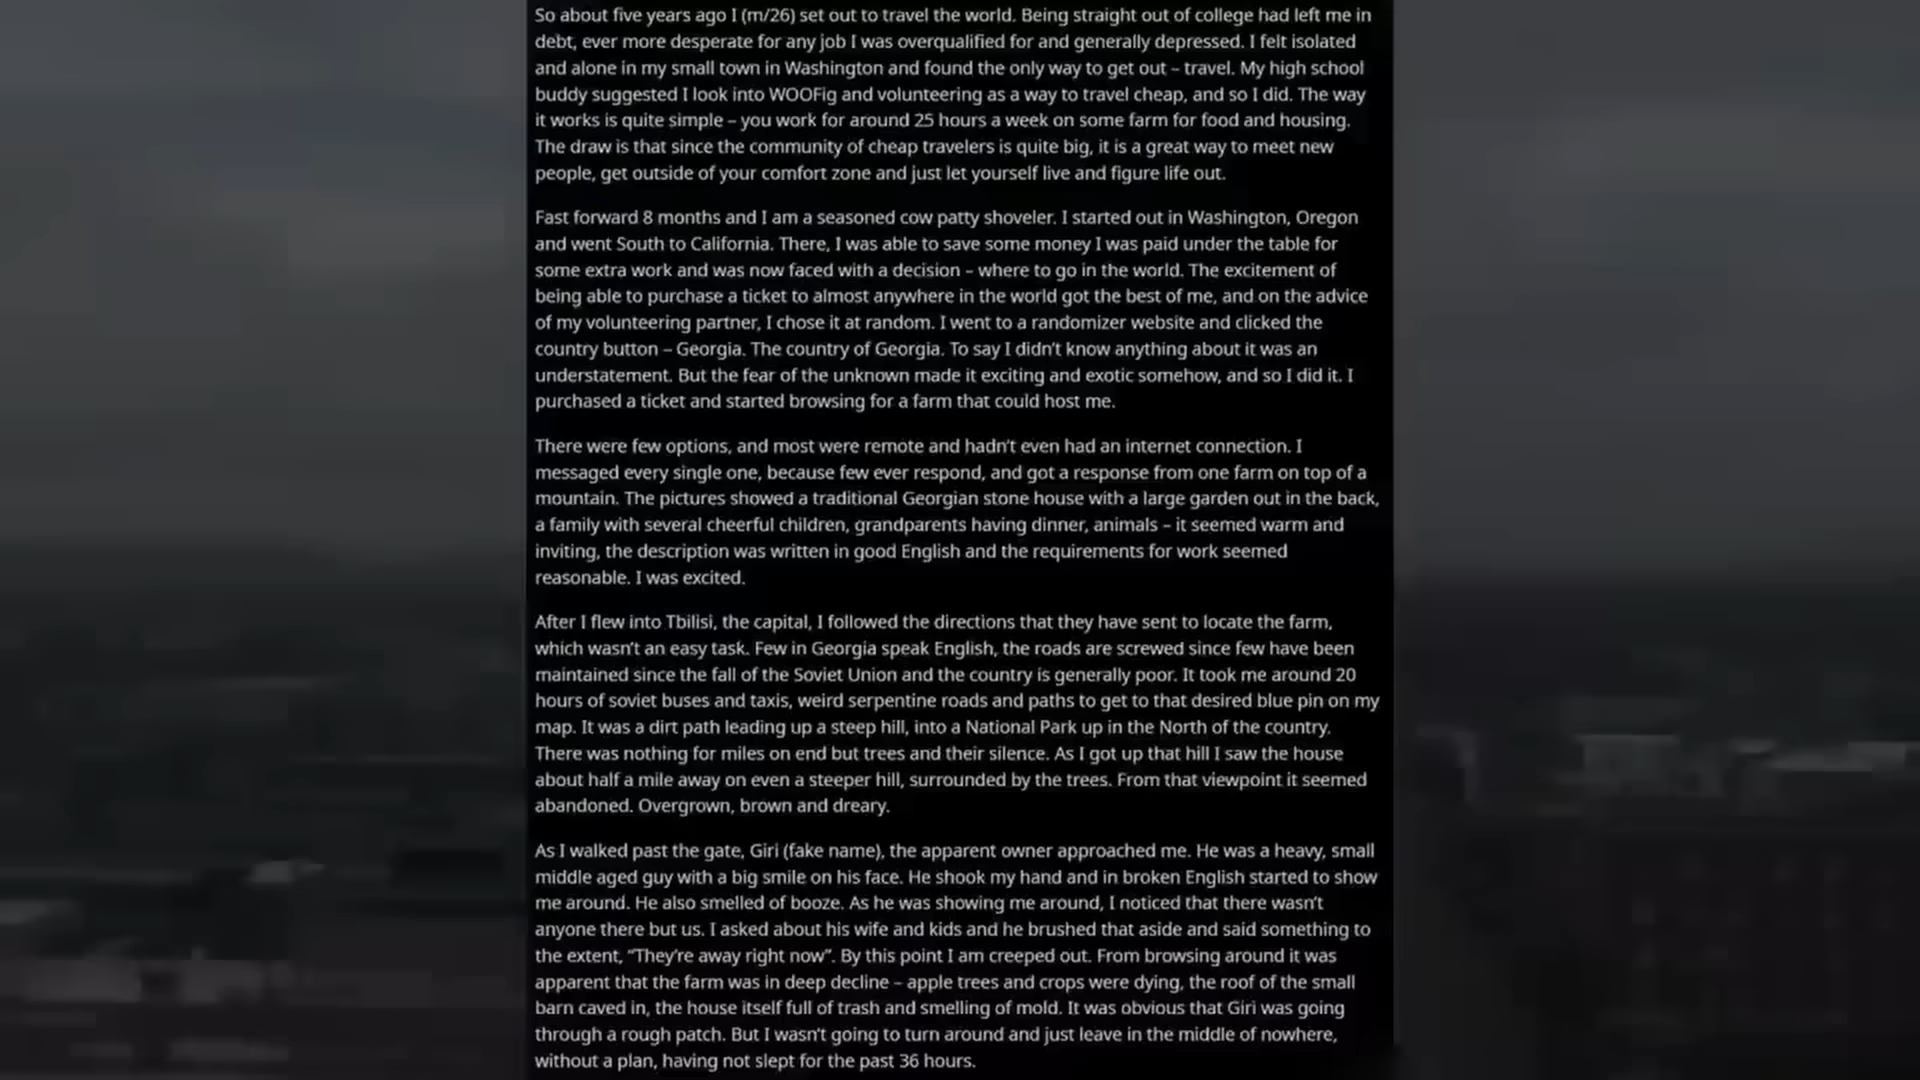 So about five years ago I (m/26) set out to travel the world. Being straight out of college had left me in
debt, ever more desperate for any job I was overqualified for and generally depressed. I felt isolated
and alone in my small town in Washington and found the only way to get out – travel. My high school
buddy suggested I look into WOOFig and volunteering as a way to travel cheap, and so I did. The way
it works is quite simple – you work for around 25 hours a week on some farm for food and housing.
The draw is that since the community of cheap travelers is quite big, it is a great way to meet new
people, get outside of your comfort zone and just let yourself live and figure life out.
Fast forward 8 months and I am a seasoned cow patty shoveler. I started out in Washington, Oregon
and went South to California. There, I was able to save some money I was paid under the table for
some extra work and was now faced with a decision – where to go in the world. The excitement of
being able to purchase a ticket to almost anywhere in the world got the best of me, and on the advice
of my volunteering partner, I chose it at random. I went to a randomizer website and clicked the
country button – Georgia. The country of Georgia. To say I didn't know anything about it was an
understatement. But the fear of the unknown made it exciting and exotic somehow, and so I did it. I
purchased a ticket and started browsing for a farm that could host me.
There were few options, and most were remote and hadn't even had an internet connection. I
messaged every single one, because few ever respond, and got a response from one farm on top of a
mountain. The pictures showed a traditional Georgian stone house with a large garden out in the back,
a family with several cheerful children, grandparents having dinner, animals – it seemed warm and
inviting, the description was written in good English and the requirements for work seemed
reasonable. I was excited.
After I flew into Tbilisi, the capital, I followed the directions that they have sent to locate the farm,
which wasn't an easy task. Few in Georgia speak English, the roads are screwed since few have been
maintained since the fall of the Soviet Union and the country is generally poor. It took me around 20
hours of soviet buses and taxis, weird serpentine roads and paths to get to that desired blue pin on my
map. It was a dirt path leading up a steep hill, into a National Park up in the North of the country.
There was nothing for miles on end but trees and their silence. As I got up that hill I saw the house
about half a mile away on even a steeper hill, surrounded by the trees. From that viewpoint it seemed
abandoned. Overgrown, brown and dreary.
As I walked past the gate, Giri (fake name), the apparent owner approached me. He was a heavy, small
middle aged guy with a big smile on his face. He shook my hand and in broken English started to show
me around. He also smelled of booze. As he was showing me around, I noticed that there wasn't
anyone there but us. I asked about his wife and kids and he brushed that aside and said something to
the extent, "They're away right now". By this point I am creeped out. From browsing around it was
apparent that the farm was in deep decline – apple trees and crops were dying, the roof of the small
barn caved in, the house itself full of trash and smelling of mold. It was obvious that Giri was going
through a rough patch. But I wasn't going to turn around and just leave in the middle of nowhere,
without a plan, having not slept for the past 36 hours.